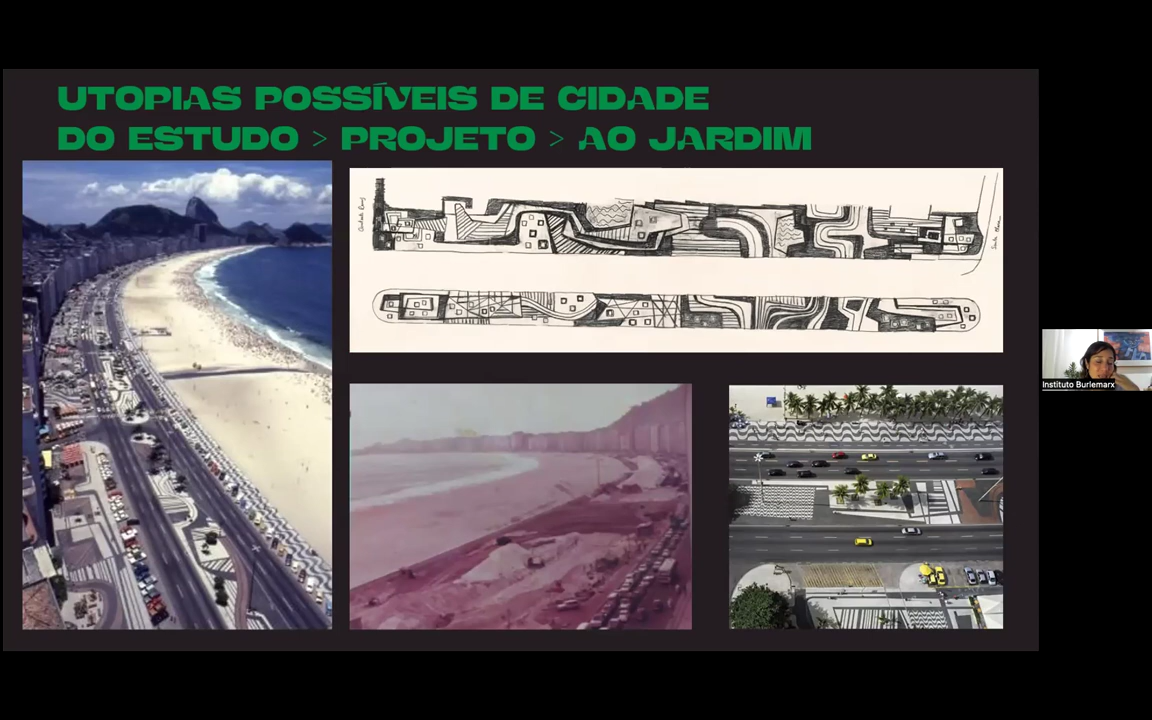 UTOPIAS POSSÍVEIS DE CIDADE
DO ESTUDO > PROJETO > AO JARDIM
Instituto Burlemarx